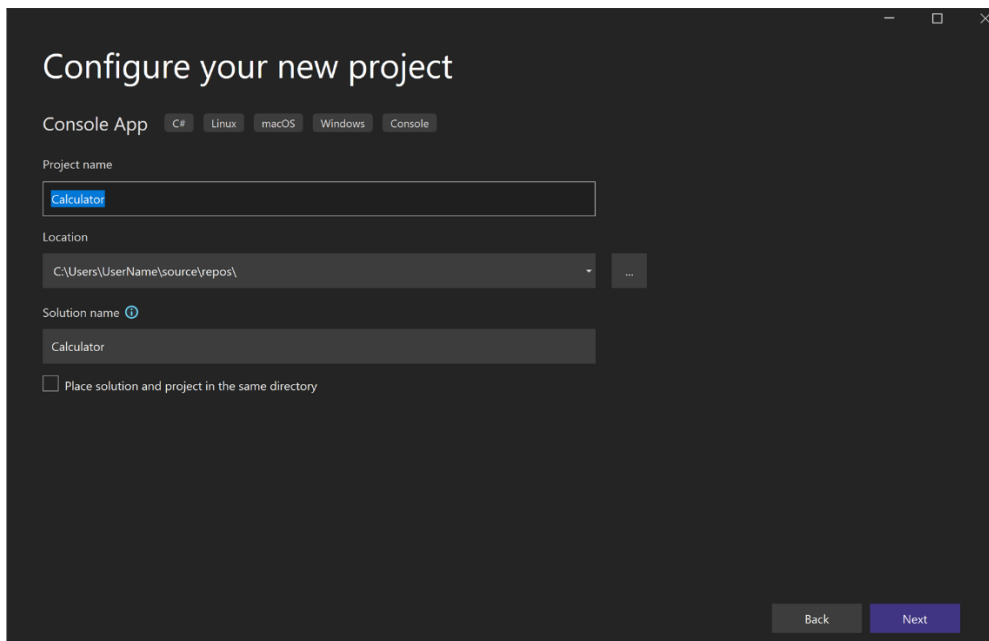 Configure your new project
Console App C# Linux macOS Windows Console
Project name
Calculator
Location
C:\Users\UserName\source\repos\
...
Solution name
Calculator
Place solution and project in the same directory
Back Next